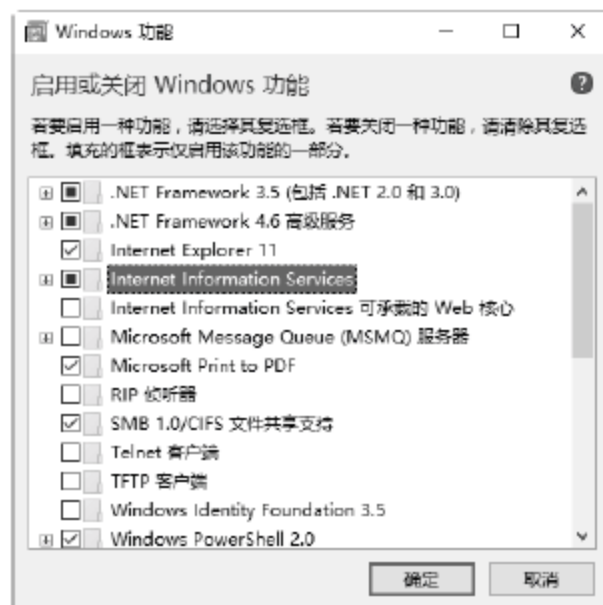 Windows 功能
启用或关闭 Windows 功能
若要启用一种功能，请选择其复选框。若要关闭一种功能，请清除其复选
框。填充的框表示仅启用该功能的一部分。
.NET Framework 3.5 (包括 .NET 2.0 和 3.0)
.NET Framework 4.6 高级服务
Internet Explorer 11
Internet Information Services
Internet Information Services 可承载的 Web 核心
Microsoft Message Queue (MSMQ) 服务器
Microsoft Print to PDF
RIP 侦听器
SMB 1.0/CIFS 文件共享支持
Telnet 客户端
TFTP 客户端
Windows Identity Foundation 3.5
Windows PowerShell 2.0
确定 取消